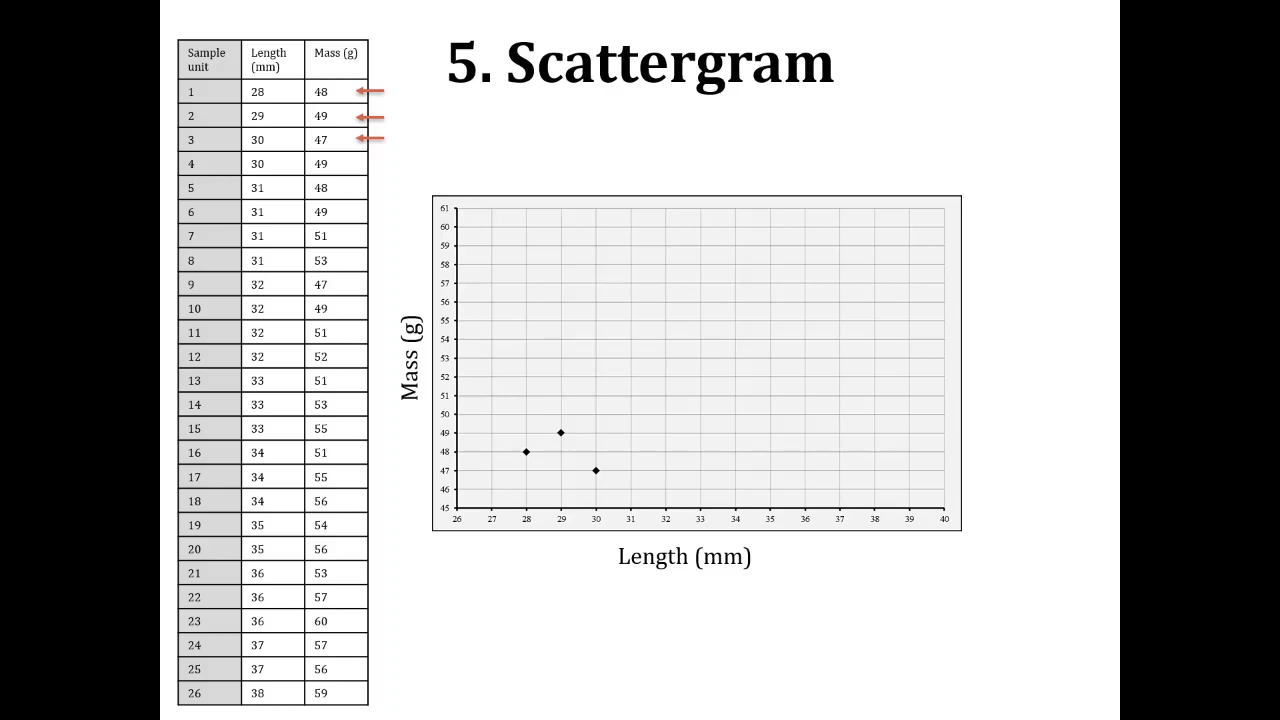 5. Scattergram
Sample unit Length (mm) Mass (g)
1 28 48
2 29 49
3 30 47
4 30 49
5 31 48
6 31 49
7 31 51
8 31 53
9 32 47
10 32 49
11 32 51
12 32 52
13 33 51
14 33 53
15 33 55
16 34 51
17 34 55
18 34 56
19 35 54
20 35 56
21 36 53
22 36 57
23 36 60
24 37 57
25 37 56
26 38 59
Mass (g)
61
60
59
58
57
56
55
54
53
52
51
50
49
48
47
46
45
26 27 28 29 30 31 32 33 34 35 36 37 38 39 40
Length (mm)